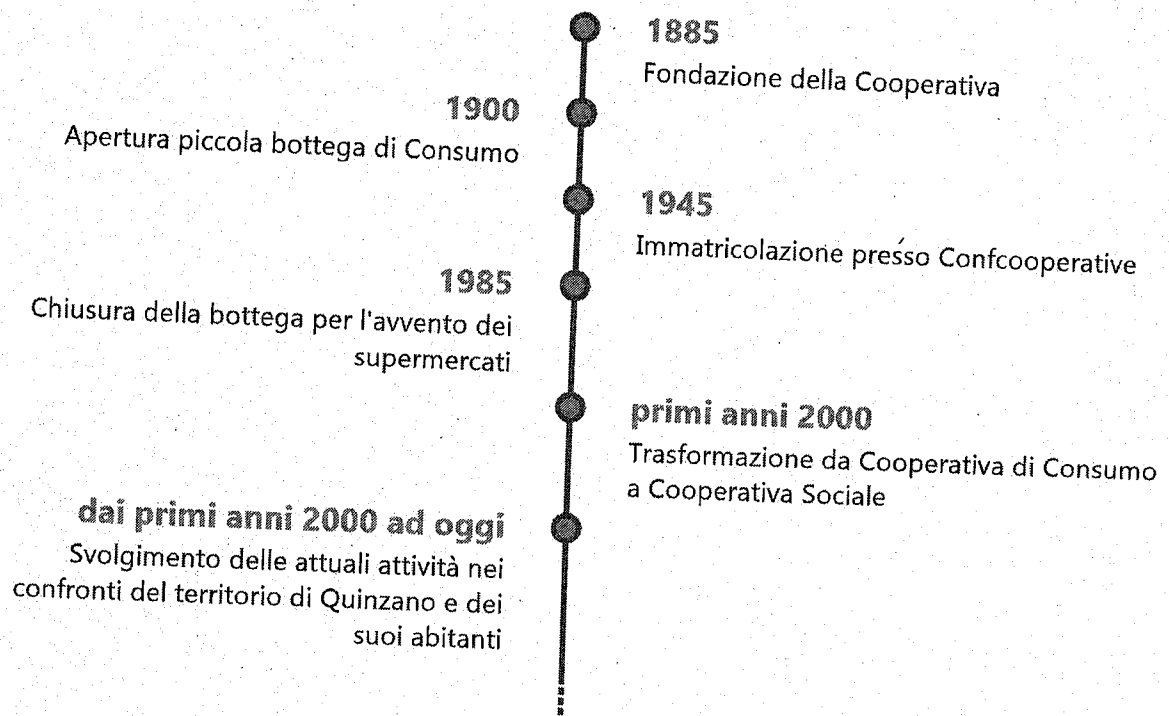 1885
Fondazione della Cooperativa
1900
Apertura piccola bottega di Consumo
1945
Immatricolazione presso Confcooperative
1985
Chiusura della bottega per l'avvento dei
supermercati
primi anni 2000
Trasformazione da Cooperativa di Consumo
a Cooperativa Sociale
dai primi anni 2000 ad oggi
Svolgimento delle attuali attività nei
confronti del territorio di Quinzano e dei
suoi abitanti